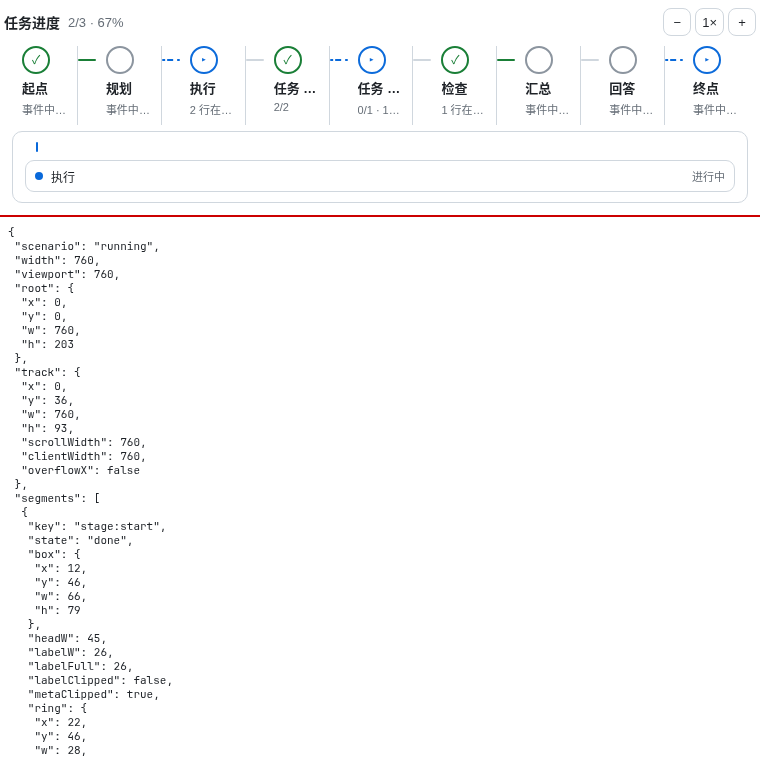 任务进度 2/3 · 67% − 1× +
起点 规划 执行 任务 … 任务 … 检查 汇总 回答 终点
事件中… 事件中… 2 行在… 2/2 0/1 · 1… 1 行在… 事件中… 事件中… 事件中…
执行 进行中
{
"scenario": "running",
"width": 760,
"viewport": 760,
"root": {
"x": 0,
"y": 0,
"w": 760,
"h": 203
},
"track": {
"x": 0,
"y": 36,
"w": 760,
"h": 93,
"scrollWidth": 760,
"clientWidth": 760,
"overflowX": false
},
"segments": [
{
"key": "stage:start",
"state": "done",
"box": {
"x": 12,
"y": 46,
"w": 66,
"h": 79
},
"headW": 45,
"labelW": 26,
"labelFull": 26,
"labelClipped": false,
"metaClipped": true,
"ring": {
"x": 22,
"y": 46,
"w": 28,